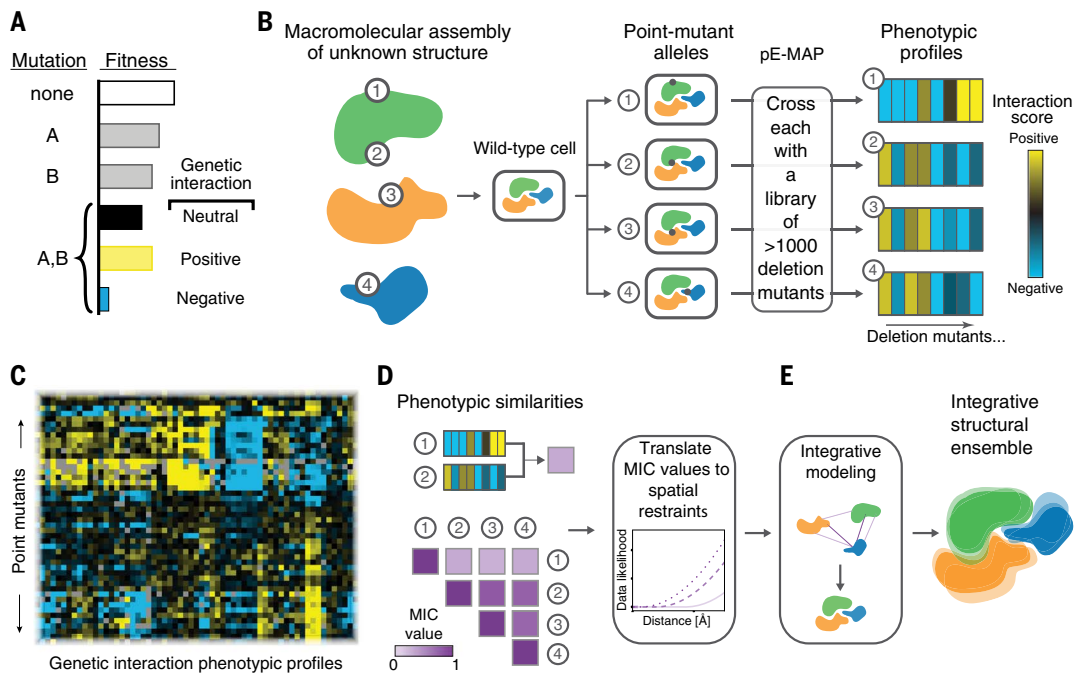 A
Mutation
Fitness
none
A
B
Genetic
interaction
Neutral
A,B
Positive
Negative
B
Macromolecular assembly
of unknown structure
1
2
3
4
Wild-type cell
Point-mutant
alleles
1
2
3
4
pE-MAP
Cross
each
with
a
library
of
>1000
deletion
mutants
Phenotypic
profiles
1
2
3
4
Deletion mutants...
Interaction
score
Positive
Negative
C
Point mutants
Genetic interaction phenotypic profiles
D
Phenotypic similarities
1
2
1 2 3 4
1
2
3
4
MIC
value
0 1
Translate
MIC values to
spatial
restraints
Data likelihood
Distance [Å]
E
Integrative
modeling
Integrative
structural
ensemble